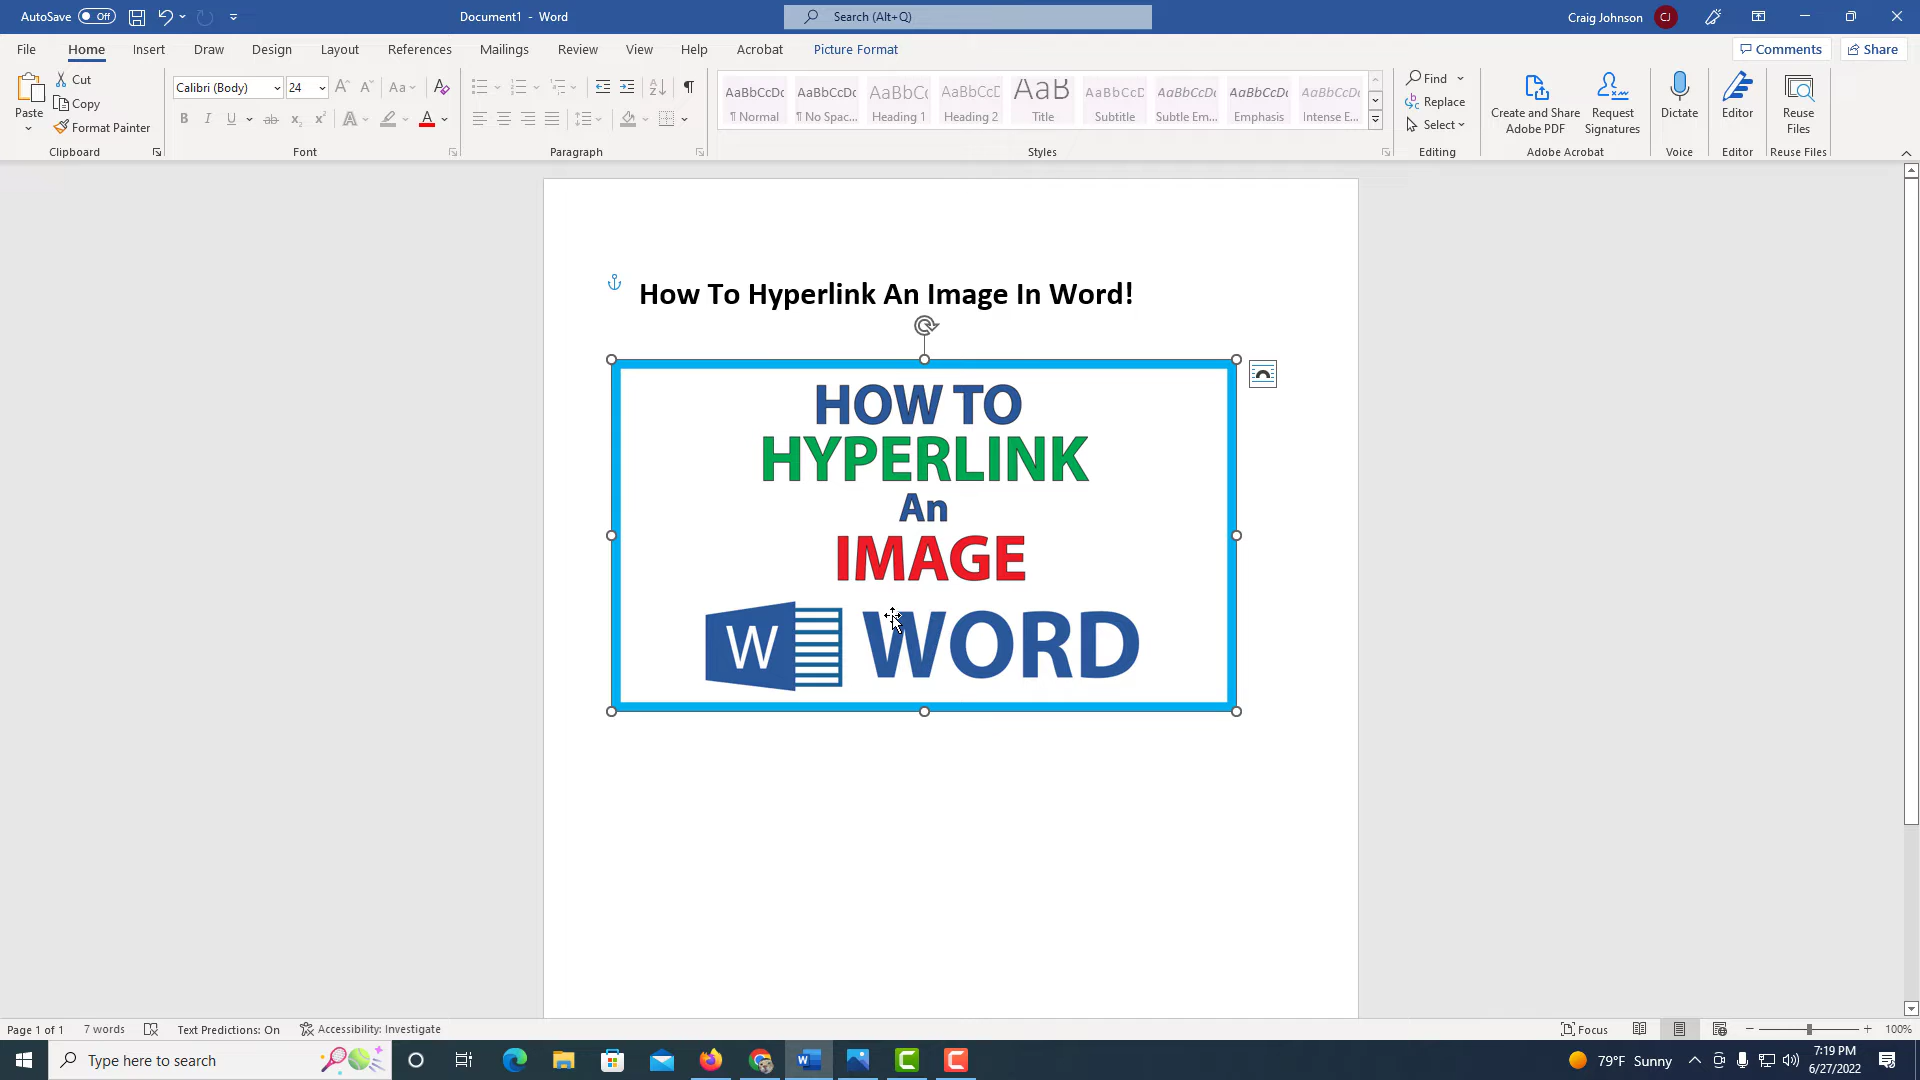 AutoSave Off Document1 - Word Search (Alt+Q) Craig Johnson CJ
File Home Insert Draw Design Layout References Mailings Review View Help Acrobat Picture Format Comments Share
Cut
Copy
Format Painter
Paste
Clipboard
Calibri (Body) 24
Font
Paragraph
AaBbCcDc AaBbCcDc AaBbC( AaBbCcD AaB AaBbCcD AaBbCcDc AaBbCcDc AaBbCcDc
¶ Normal ¶ No Spac... Heading 1 Heading 2 Title Subtitle Subtle Em... Emphasis Intense E...
Styles
Find
Replace
Select
Editing
Create and Share
Adobe PDF
Request
Signatures
Adobe Acrobat
Dictate
Voice
Editor
Editor
Reuse
Files
Reuse Files
How To Hyperlink An Image In Word!
HOW TO
HYPERLINK
An
IMAGE
W WORD
Page 1 of 1 7 words Text Predictions: On Accessibility: Investigate Focus 100%
Type here to search 79°F Sunny 7:19 PM
6/27/2022